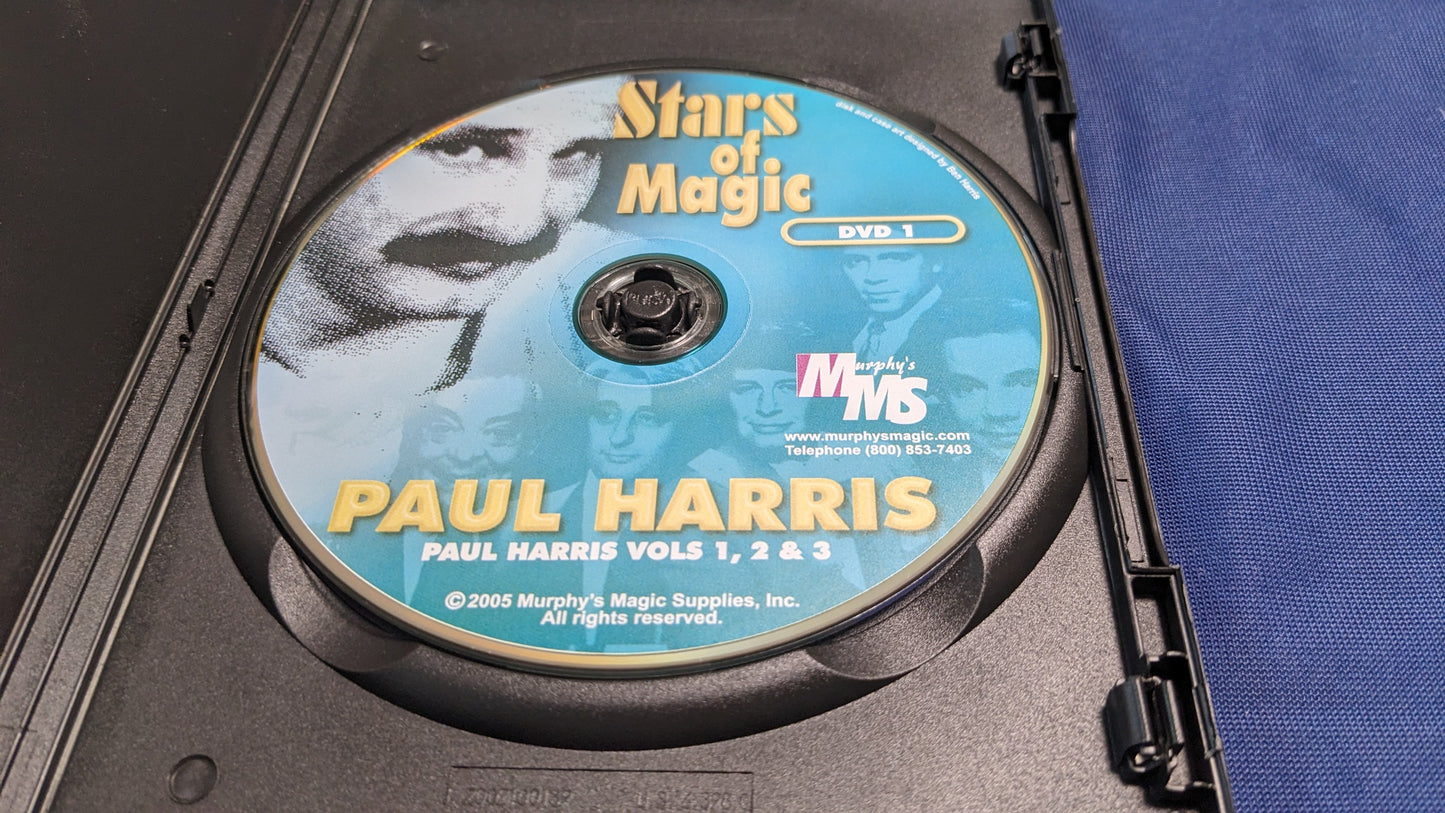 Stars
of
Magic
disk and case art designed by Ben Harris
DVD 1
Murphy's
MMS
www.murphysmagic.com
Telephone (800) 853-7403
PAUL HARRIS
PAUL HARRIS VOLS 1, 2 & 3
©2005 Murphy's Magic Supplies, Inc.
All rights reserved.